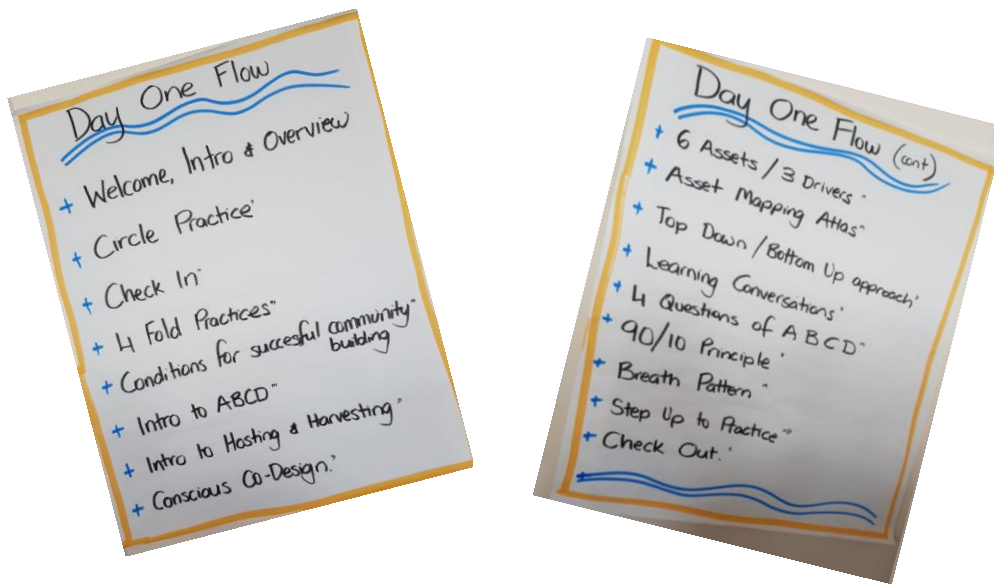 Day One Flow
+ Welcome, Intro & Overview
+ Circle Practice'
+ Check In"
+ 4 Fold Practices"
+ Conditions for succesful community"
building
+ Intro to ABCD"
+ Intro to Hosting & Harvesting"
+ Conscious Co-Design.'
Day One Flow (cont)
+ 6 Assets / 3 Drivers"
+ Asset Mapping Atlas"
+ Top Down / Bottom Up approach'
+ Learning Conversations'
+ 4 Questions of A B C D"
+ 90/10 Principle'
+ Breath Pattern"
+ Step Up to Practice"
+ Check Out.'